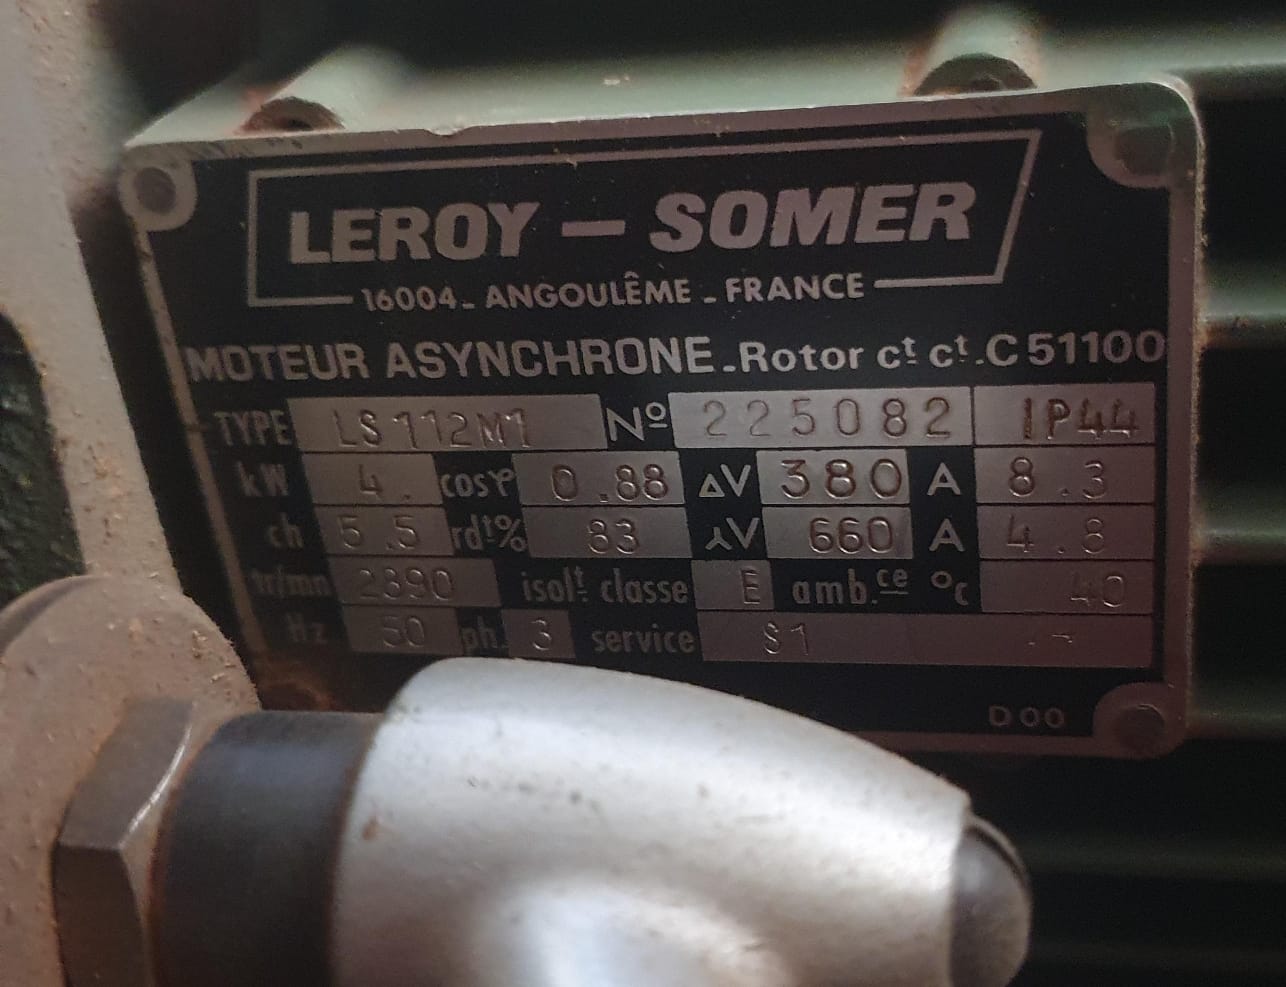 LEROY – SOMER
16004 - ANGOULÊME - FRANCE
MOTEUR ASYNCHRONE - Rotor cᵗ cᵗ. C 51100
TYPE LS 112M1 Nº 225082 IP44
kW 4. cosφ 0.88 ΔV 380 A 8.3
ch 5.5 rdᵗ% 83 ⅄V 660 A 4.8
tr/mn 2890 isolᵗ. classe E amb.ᶜᵉ °C 40
Hz 50 ph. 3 service S1 -
D00